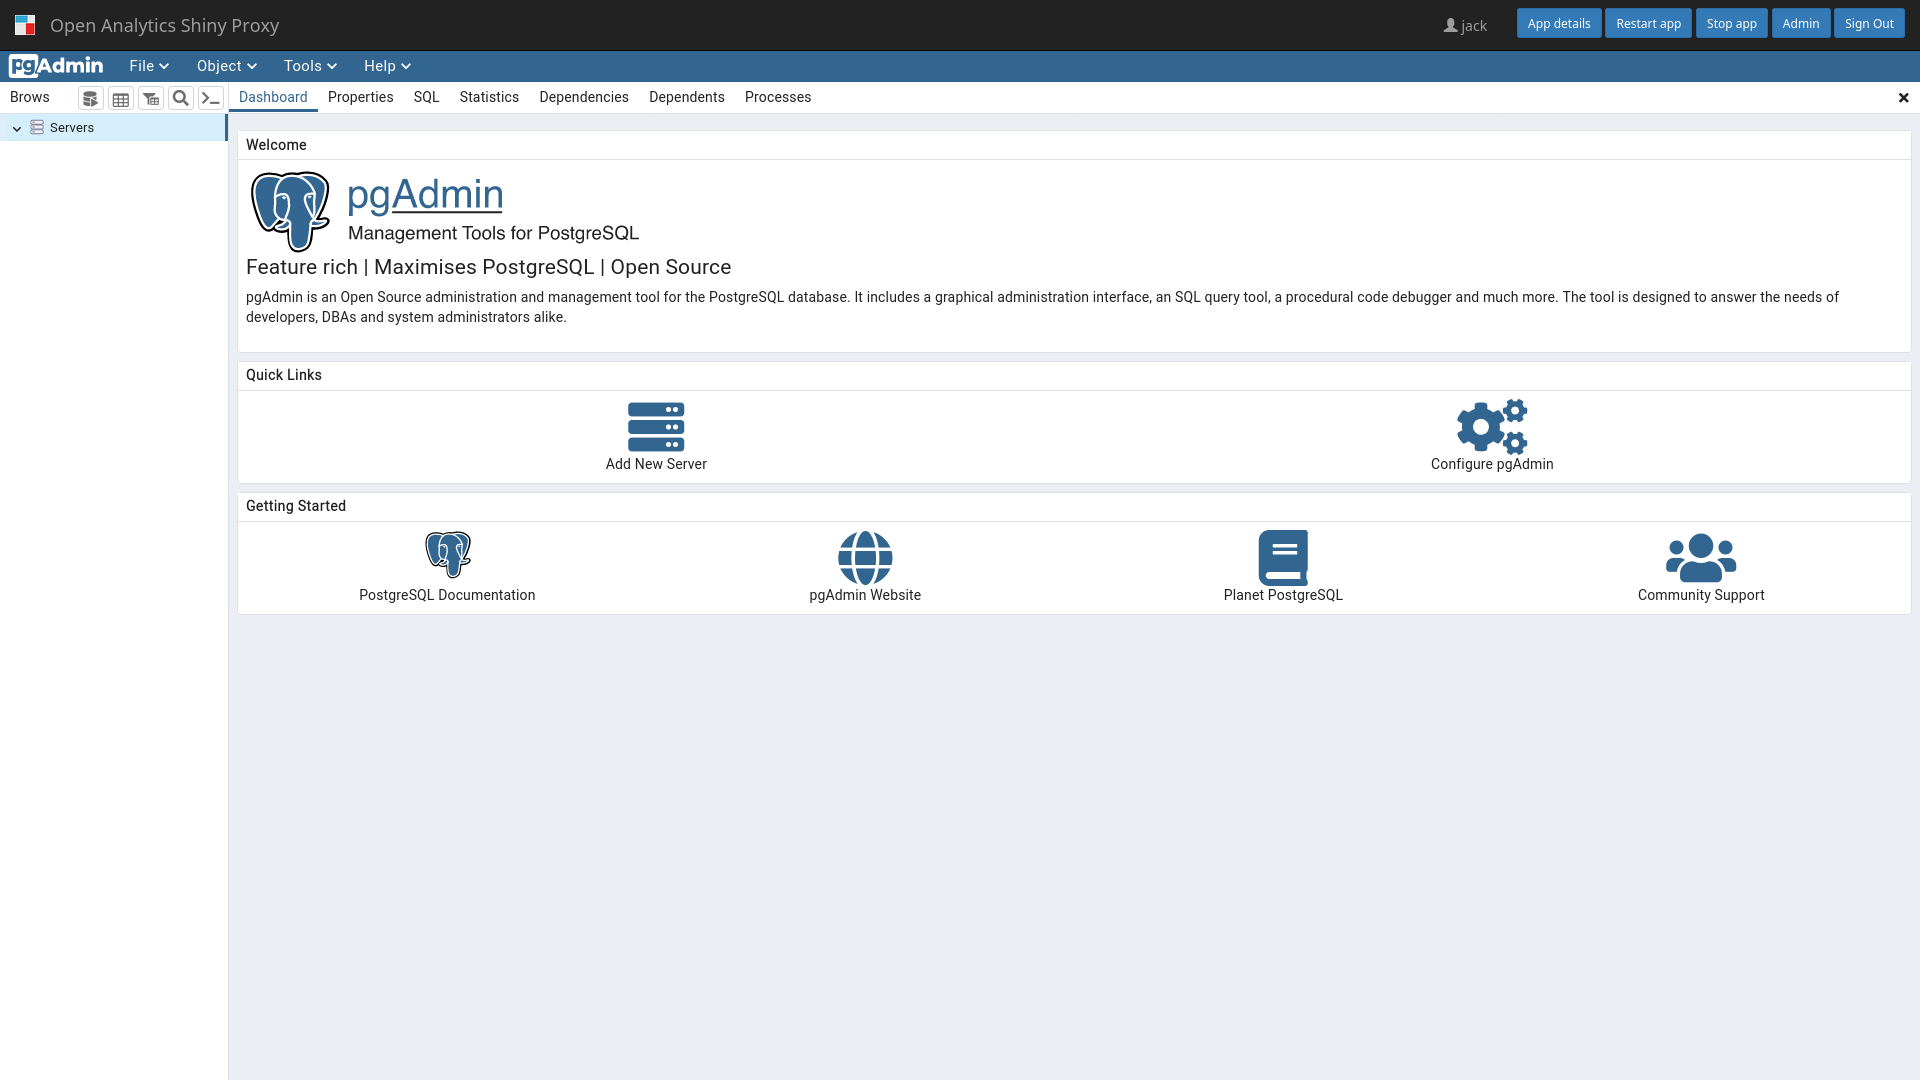 Open Analytics Shiny Proxy
jack
App details
Restart app
Stop app
Admin
Sign Out
pgAdmin
File
Object
Tools
Help
Brows
Dashboard
Properties
SQL
Statistics
Dependencies
Dependents
Processes
Servers
Welcome
pgAdmin
Management Tools for PostgreSQL
Feature rich | Maximises PostgreSQL | Open Source
pgAdmin is an Open Source administration and management tool for the PostgreSQL database. It includes a graphical administration interface, an SQL query tool, a procedural code debugger and much more. The tool is designed to answer the needs of
developers, DBAs and system administrators alike.
Quick Links
Add New Server
Configure pgAdmin
Getting Started
PostgreSQL Documentation
pgAdmin Website
Planet PostgreSQL
Community Support